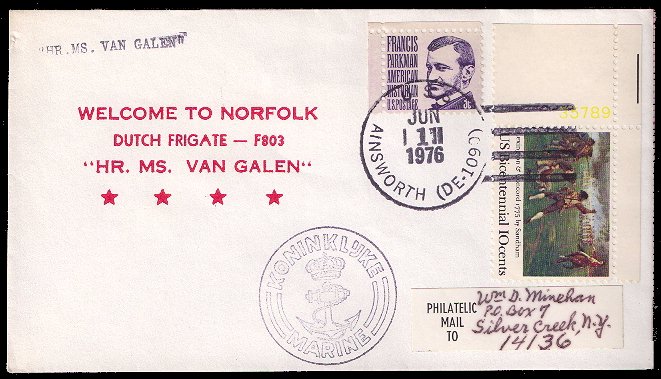 "HR. MS. VAN GALEN"
WELCOME TO NORFOLK
DUTCH FRIGATE — F803
"HR. MS. VAN GALEN"
★ ★ ★ ★
FRANCIS
PARKMAN
AMERICAN
HISTORIAN
U.S. POSTAGE
3c
JUN
11
1976
AINSWORTH (DE-1090)
35789
US Bicentennial 10cents
KONINKLIJKE
MARINE
PHILATELIC
MAIL
TO
Wm D. Minehan
P.O. Box 7
Silver Creek, N.Y.
14136